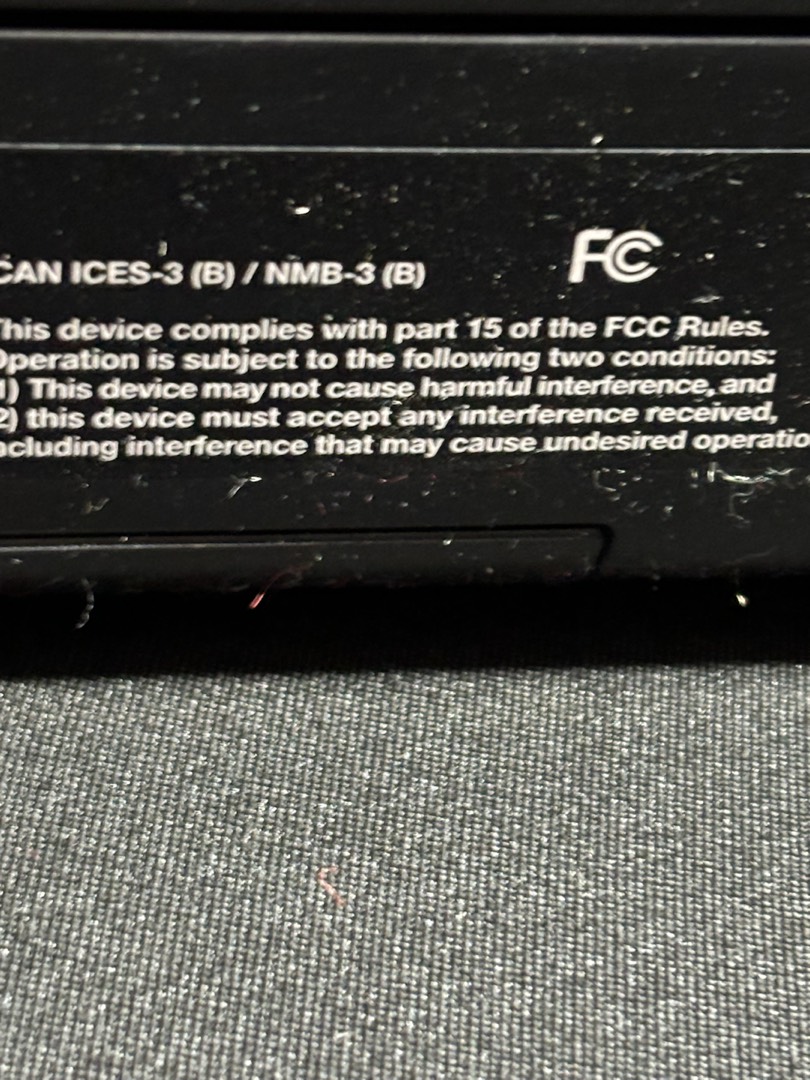 CAN ICES-3 (B) / NMB-3 (B)
FC
This device complies with part 15 of the FCC Rules.
Operation is subject to the following two conditions:
1) This device may not cause harmful interference, and
2) this device must accept any interference received,
ncluding interference that may cause undesired operatio